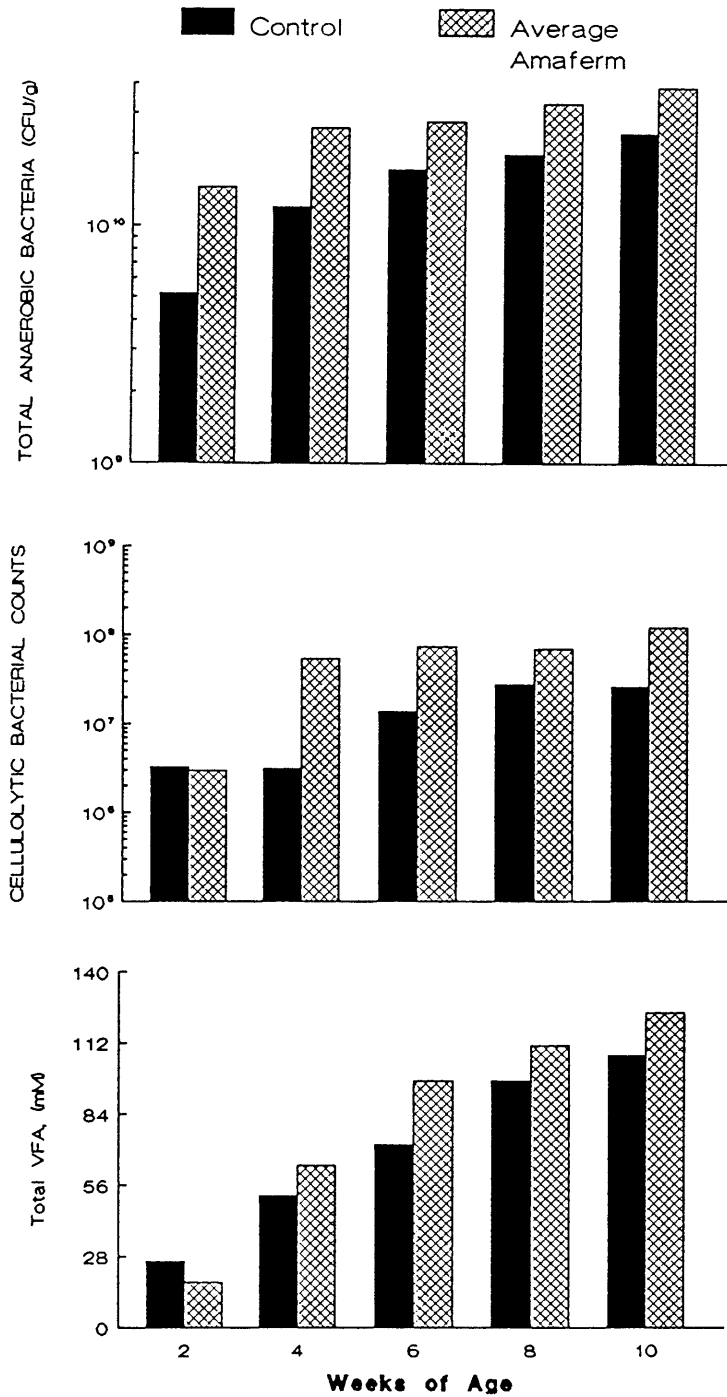 Control
Average
Amaferm
TOTAL ANAEROBIC BACTERIA (CFU/g)
10¹⁰
10⁹
CELLULOLYTIC BACTERIAL COUNTS
10⁹
10⁸
10⁷
10⁶
10⁵
Total VFA, (mM)
140
112
84
56
28
0
2 4 6 8 10
Weeks of Age